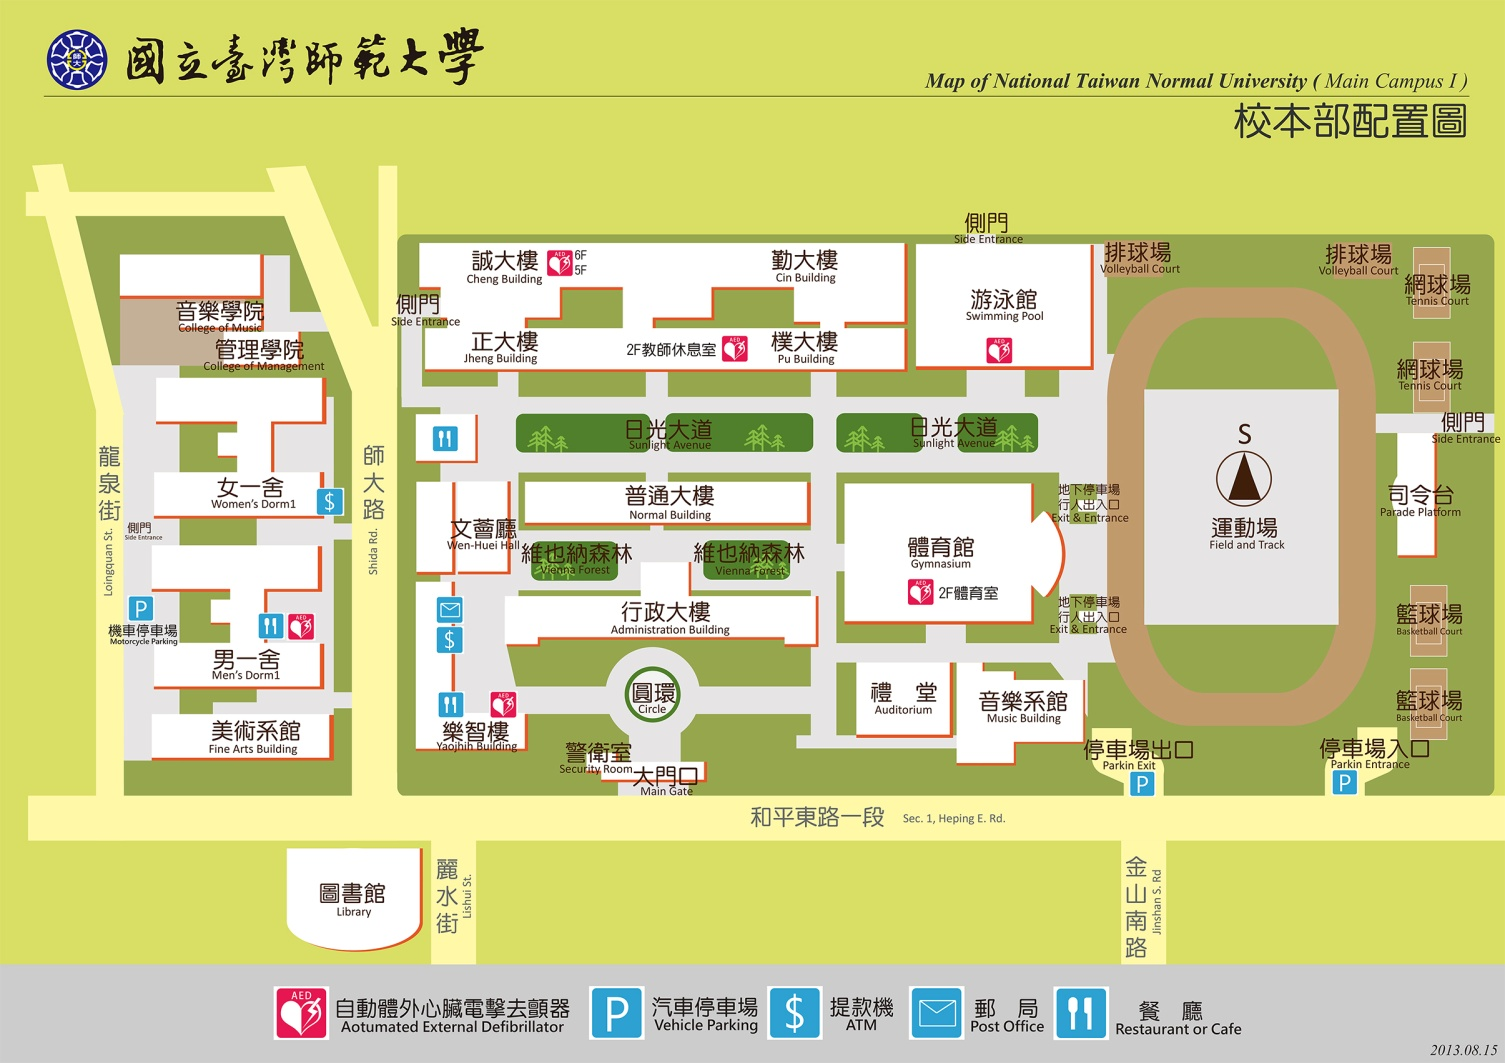 師大
國立臺灣師範大學
Map of National Taiwan Normal University ( Main Campus I )
校本部配置圖
側門
Side Entrance
誠大樓
Cheng Building
AED
6F
5F
勤大樓
Cin Building
排球場
Volleyball Court
排球場
Volleyball Court
網球場
Tennis Court
音樂學院
College of Music
管理學院
College of Management
側門
Side Entrance
正大樓
Jheng Building
2F教師休息室
AED
樸大樓
Pu Building
游泳館
Swimming Pool
AED
網球場
Tennis Court
日光大道
Sunlight Avenue
日光大道
Sunlight Avenue
側門
Side Entrance
S
運動場
Field and Track
司令台
Parade Platform
龍泉街
Loingquan St.
師大路
Shida Rd.
女一舍
Women's Dorm1
$
側門
Side Entrance
文薈廳
Wen-Huei Hall
普通大樓
Normal Building
維也納森林
Vienna Forest
維也納森林
Vienna Forest
體育館
Gymnasium
AED
2F體育室
地下停車場
行人出入口
Exit & Entrance
地下停車場
行人出入口
Exit & Entrance
P
機車停車場
Motorcycle Parking
AED
男一舍
Men's Dorm1
$
行政大樓
Administration Building
籃球場
Basketball Court
籃球場
Basketball Court
美術系館
Fine Arts Building
AED
樂智樓
Yaojhih Building
圓環
Circle
禮 堂
Auditorium
音樂系館
Music Building
警衛室
Security Room
大門口
Main Gate
停車場出口
Parkin Exit
P
停車場入口
Parkin Entrance
P
和平東路一段
Sec. 1, Heping E. Rd.
圖書館
Library
麗水街
Lishui St.
金山南路
Jinshan S. Rd
AED
自動體外心臟電擊去顫器
Aotumated External Defibrillator
P
汽車停車場
Vehicle Parking
$
提款機
ATM
郵 局
Post Office
餐 廳
Restaurant or Cafe
2013.08.15